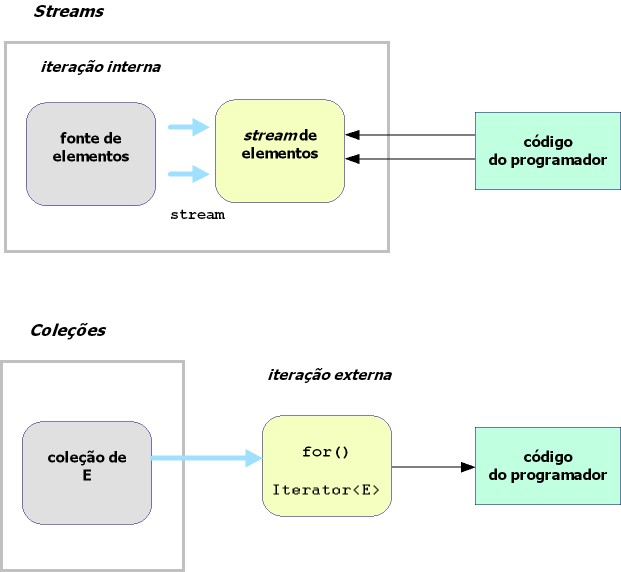 Streams
iteração interna
fonte de
elementos
stream de
elementos
código
do programador
stream
Coleções
iteração externa
coleção de
E
for()
Iterator<E>
código
do programador